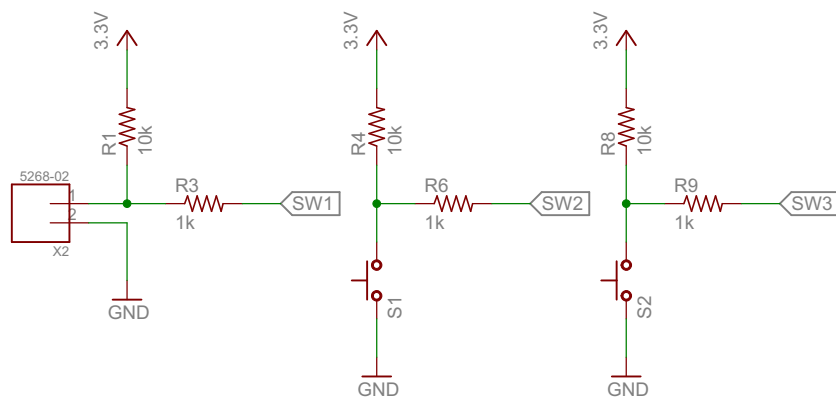 3.3V
3.3V
3.3V
R1
10k
R4
10k
R8
10k
5268-02
1
2
X2
R3
1k
SW1
R6
1k
SW2
R9
1k
SW3
GND
S1
S2
GND
GND